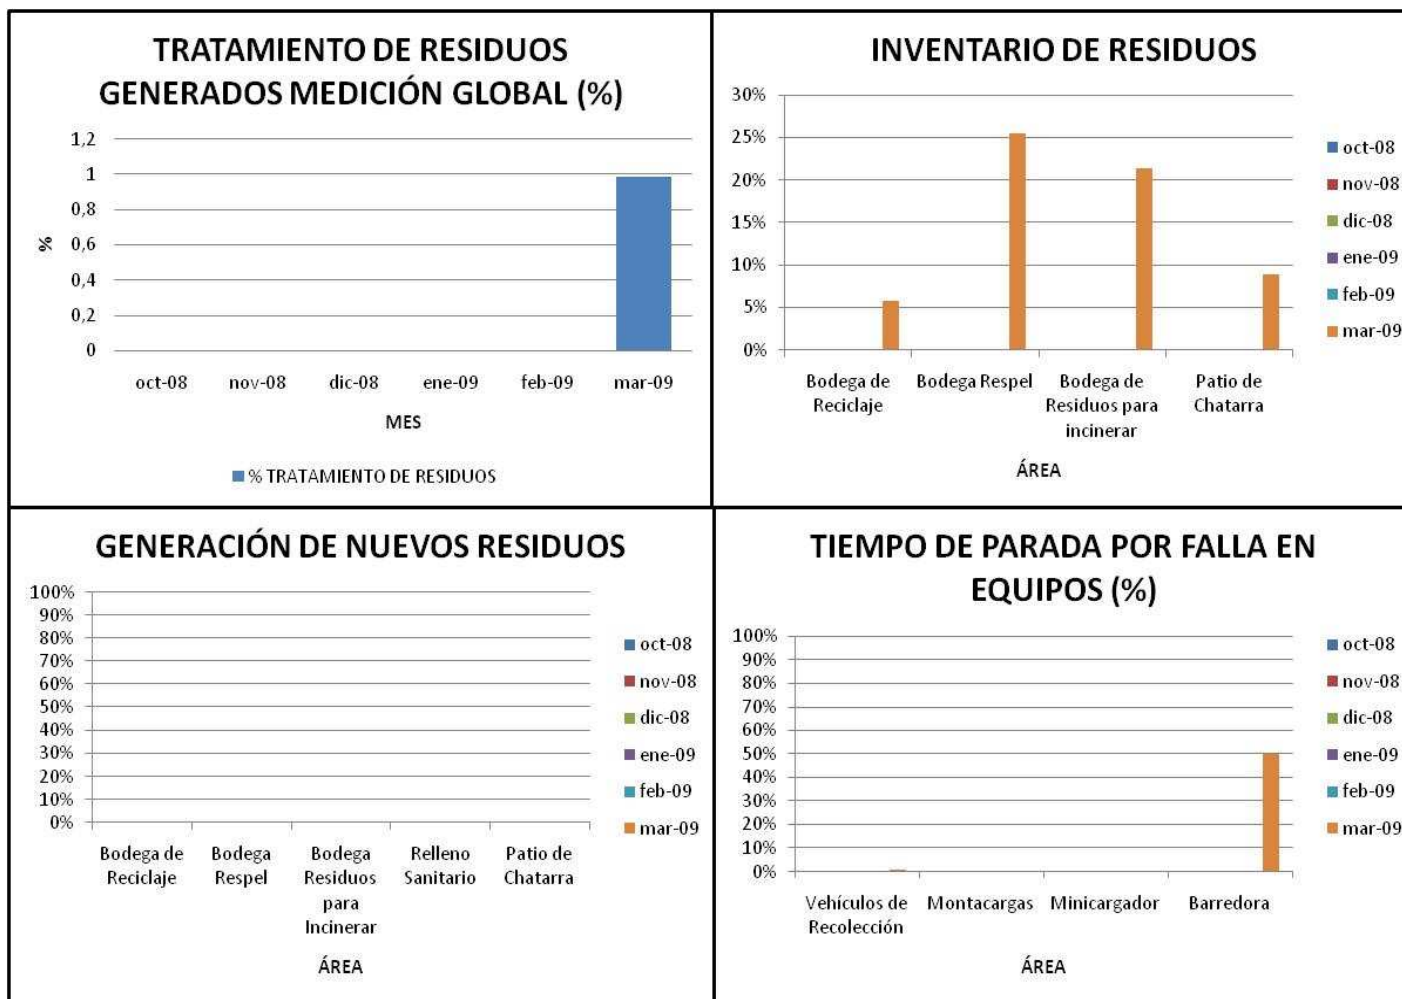 TRATAMIENTO DE RESIDUOS
GENERADOS MEDICIÓN GLOBAL (%)
1,2
1
0,8
0,6
0,4
0,2
0
%
oct-08 nov-08 dic-08 ene-09 feb-09 mar-09
MES
% TRATAMIENTO DE RESIDUOS
INVENTARIO DE RESIDUOS
30%
25%
20%
15%
10%
5%
0%
Bodega de Bodega Respel Bodega de Patio de
Reciclaje Residuos para Chatarra
incinerar
ÁREA
oct-08
nov-08
dic-08
ene-09
feb-09
mar-09
GENERACIÓN DE NUEVOS RESIDUOS
100%
90%
80%
70%
60%
50%
40%
30%
20%
10%
0%
Bodega de Bodega Bodega Relleno Patio de
Reciclaje Respel Residuos Sanitario Chatarra
para
Incinerar
ÁREA
oct-08
nov-08
dic-08
ene-09
feb-09
mar-09
TIEMPO DE PARADA POR FALLA EN
EQUIPOS (%)
100%
90%
80%
70%
60%
50%
40%
30%
20%
10%
0%
Vehículos de Montacargas Minicargador Barredora
Recolección
ÁREA
oct-08
nov-08
dic-08
ene-09
feb-09
mar-09